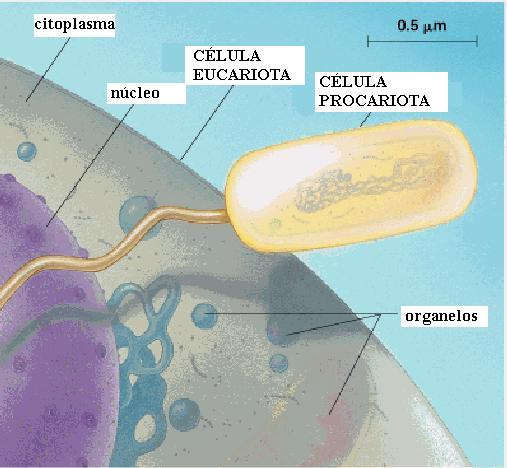 citoplasma
0.5 µm
CÉLULA
EUCARIOTA
núcleo
CÉLULA
PROCARIOTA
organelos